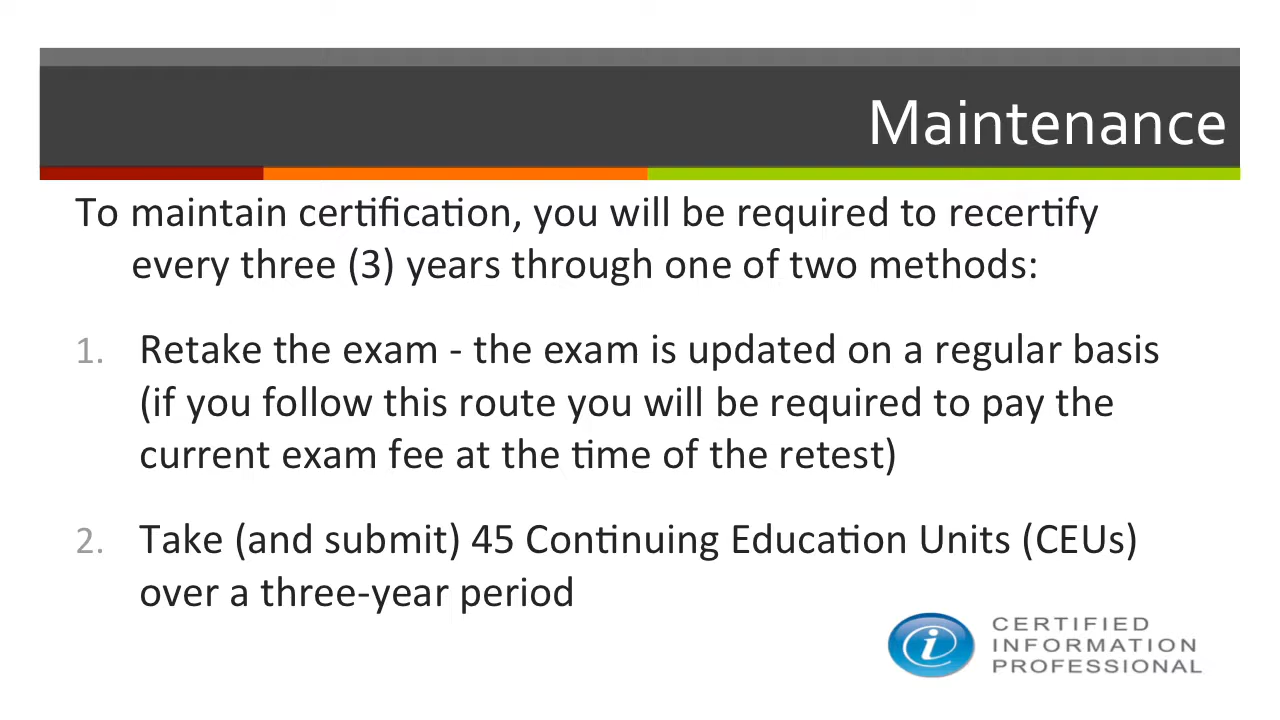 Maintenance
To maintain certification, you will be required to recertify
every three (3) years through one of two methods:
1. Retake the exam - the exam is updated on a regular basis
(if you follow this route you will be required to pay the
current exam fee at the time of the retest)
2. Take (and submit) 45 Continuing Education Units (CEUs)
over a three-year period
i
CERTIFIED
INFORMATION
PROFESSIONAL